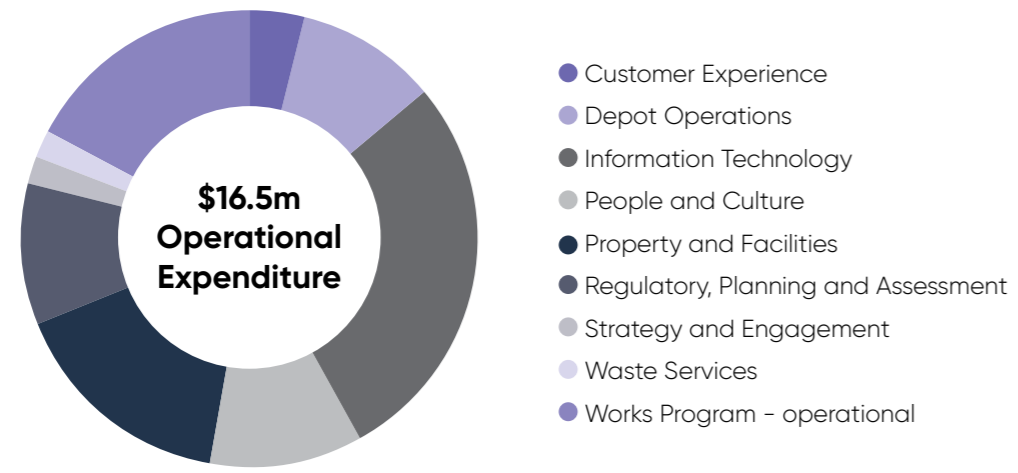 $16.5m
Operational
Expenditure
Customer Experience
Depot Operations
Information Technology
People and Culture
Property and Facilities
Regulatory, Planning and Assessment
Strategy and Engagement
Waste Services
Works Program - operational